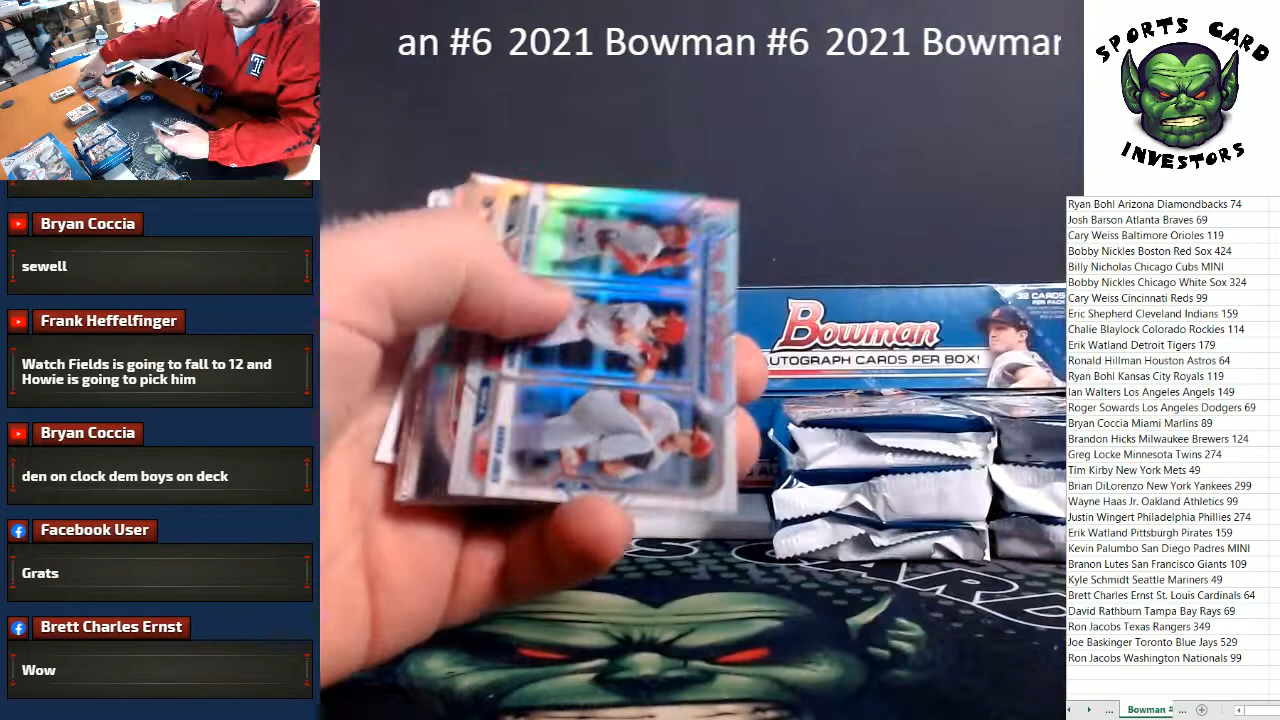 an #6 2021 Bowman #6 2021 Bowman
SPORTS CARD
INVESTORS
T
Bryan Coccia
sewell
Frank Heffelfinger
Watch Fields going to fall to 12 and
Howie is going to pick him
Bryan Coccia
den on clock dem boys on deck
Facebook User
Grats
Brett Charles Ernst
Wow
32 CARDS
PER PACK
Bowman
AUTOGRAPH CARDS PER BOX!
Ryan Bohl Arizona Diamondbacks 74
Josh Barson Atlanta Braves 69
Cary Weiss Baltimore Orioles 119
Bobby Nickles Boston Red Sox 424
Billy Nicholas Chicago Cubs MINI
Bobby Nickles Chicago White Sox 324
Cary Weiss Cincinnati Reds 99
Eric Shepherd Cleveland Indians 159
Chalie Blaylock Colorado Rockies 114
Erik Watland Detroit Tigers 179
Ronald Hillman Houston Astros 64
Ryan Bohl Kansas City Royals 119
Ian Walters Los Angeles Angels 149
Roger Sowards Los Angeles Dodgers 69
Bryan Coccia Miami Marlins 89
Brandon Hicks Milwaukee Brewers 124
Greg Locke Minnesota Twins 274
Tim Kirby New York Mets 49
Brian DiLorenzo New York Yankees 299
Wayne Haas Jr. Oakland Athletics 99
Justin Wingert Philadelphia Phillies 274
Erik Watland Pittsburgh Pirates 159
Kevin Palumbo San Diego Padres MINI
Branon Lutes San Francisco Giants 109
Kyle Schmidt Seattle Mariners 49
Brett Charles Ernst St. Louis Cardinals 64
David Rathburn Tampa Bay Rays 69
Ron Jacobs Texas Rangers 349
Joe Baskinger Toronto Blue Jays 529
Ron Jacobs Washington Nationals 99
... Bowman # ...